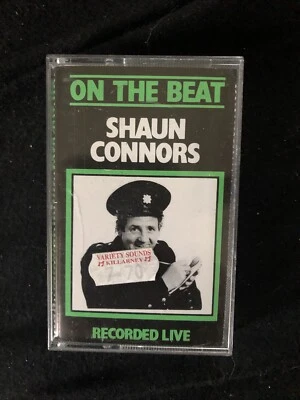 ON THE BEAT
SHAUN
CONNORS
VARIETY SOUNDS
KILLARNEY
RECORDED LIVE